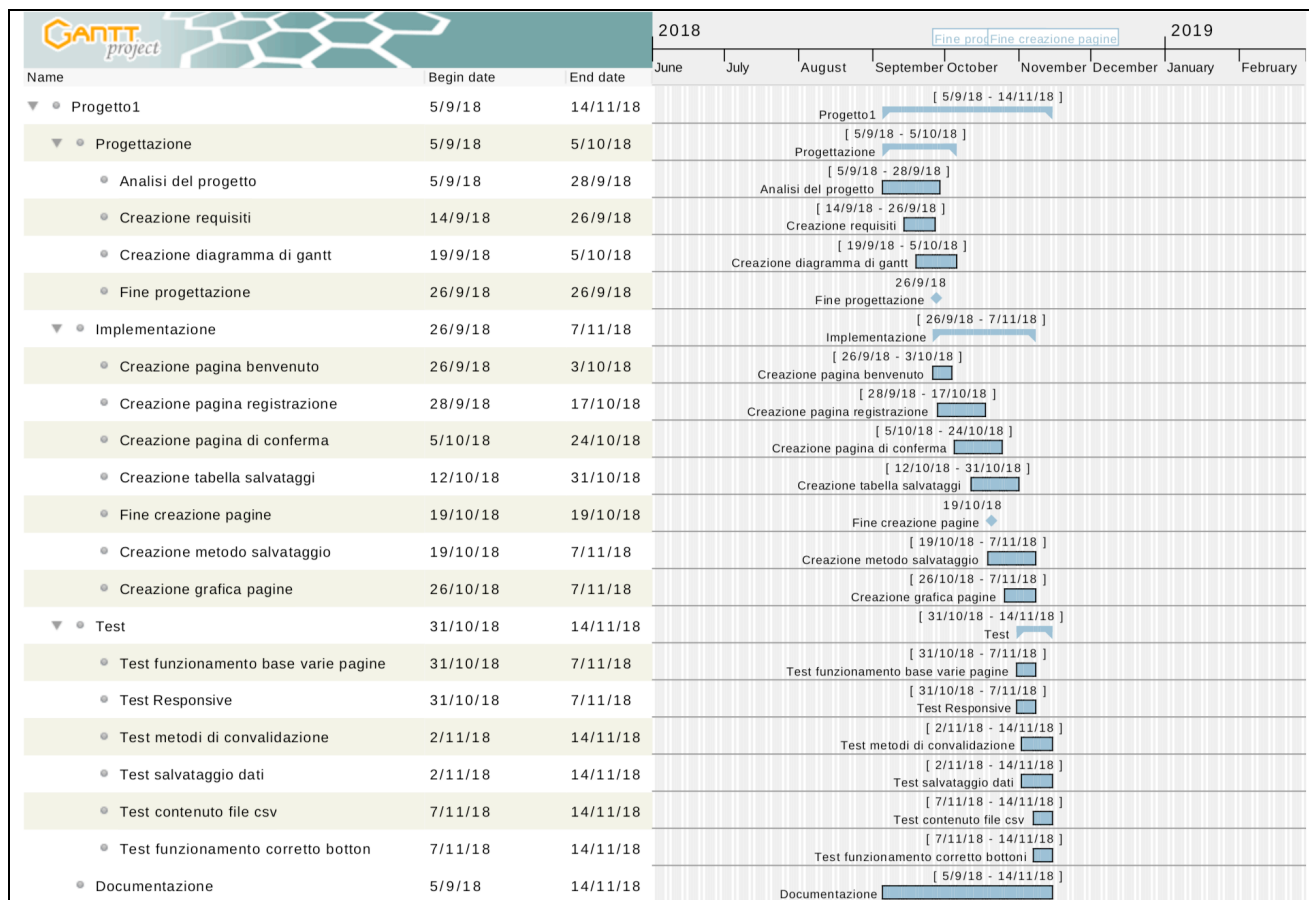 GANTT project
2018
2019
Fine prog Fine creazione pagine
June July August September October November December January February
Name Begin date End date
Progetto1 5/9/18 14/11/18
[ 5/9/18 - 14/11/18 ]
Progetto1
Progettazione 5/9/18 5/10/18
[ 5/9/18 - 5/10/18 ]
Progettazione
Analisi del progetto 5/9/18 28/9/18
[ 5/9/18 - 28/9/18 ]
Analisi del progetto
Creazione requisiti 14/9/18 26/9/18
[ 14/9/18 - 26/9/18 ]
Creazione requisiti
Creazione diagramma di gantt 19/9/18 5/10/18
[ 19/9/18 - 5/10/18 ]
Creazione diagramma di gantt
Fine progettazione 26/9/18 26/9/18
26/9/18
Fine progettazione
Implementazione 26/9/18 7/11/18
[ 26/9/18 - 7/11/18 ]
Implementazione
Creazione pagina benvenuto 26/9/18 3/10/18
[ 26/9/18 - 3/10/18 ]
Creazione pagina benvenuto
Creazione pagina registrazione 28/9/18 17/10/18
[ 28/9/18 - 17/10/18 ]
Creazione pagina registrazione
Creazione pagina di conferma 5/10/18 24/10/18
[ 5/10/18 - 24/10/18 ]
Creazione pagina di conferma
Creazione tabella salvataggi 12/10/18 31/10/18
[ 12/10/18 - 31/10/18 ]
Creazione tabella salvataggi
Fine creazione pagine 19/10/18 19/10/18
19/10/18
Fine creazione pagine
Creazione metodo salvataggio 19/10/18 7/11/18
[ 19/10/18 - 7/11/18 ]
Creazione metodo salvataggio
Creazione grafica pagine 26/10/18 7/11/18
[ 26/10/18 - 7/11/18 ]
Creazione grafica pagine
Test 31/10/18 14/11/18
[ 31/10/18 - 14/11/18 ]
Test
Test funzionamento base varie pagine 31/10/18 7/11/18
[ 31/10/18 - 7/11/18 ]
Test funzionamento base varie pagine
Test Responsive 31/10/18 7/11/18
[ 31/10/18 - 7/11/18 ]
Test Responsive
Test metodi di convalidazione 2/11/18 14/11/18
[ 2/11/18 - 14/11/18 ]
Test metodi di convalidazione
Test salvataggio dati 2/11/18 14/11/18
[ 2/11/18 - 14/11/18 ]
Test salvataggio dati
Test contenuto file csv 7/11/18 14/11/18
[ 7/11/18 - 14/11/18 ]
Test contenuto file csv
Test funzionamento corretto botton 7/11/18 14/11/18
[ 7/11/18 - 14/11/18 ]
Test funzionamento corretto bottoni
Documentazione 5/9/18 14/11/18
[ 5/9/18 - 14/11/18 ]
Documentazione